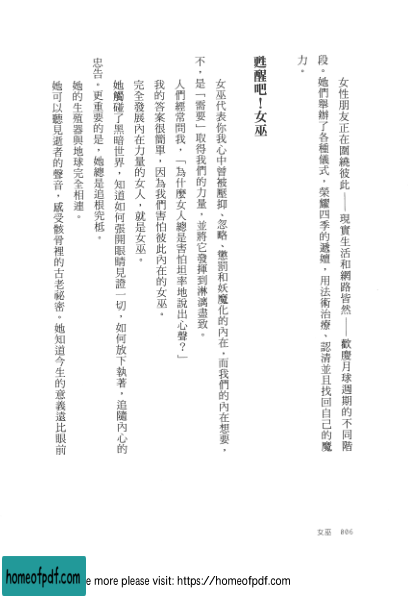 女性朋友正在圍繞彼此——現實生活和網路皆然——歡慶月球週期的不同階
段。她們舉辦了各種儀式，榮耀四季的遞嬗，用法術治療、認清並且找回自己的魔
力。
甦醒吧！女巫
女巫代表你我心中曾被壓抑、忽略、懲罰和妖魔化的內在，而我們的內在想要，
不，是「需要」取得我們的力量，並將它發揮到淋漓盡致。
人們經常問我，「為什麼女人總是害怕坦率地說出心聲？」
我的答案很簡單，因為我們害怕彼此內在的女巫。
完全發展內在力量的女人，就是女巫。
她觸碰了黑暗世界，知道如何張開眼睛見證一切，如何放下執著，追隨內心的
忠告。更重要的是，她總是追根究柢。
她的生殖器與地球完全相連。
她可以聽見逝者的聲音，感受骸骨裡的古老祕密。她知道今生的意義遠比眼前
女巫 006
homeofpdf.com
e more please visit: https://homeofpdf.com